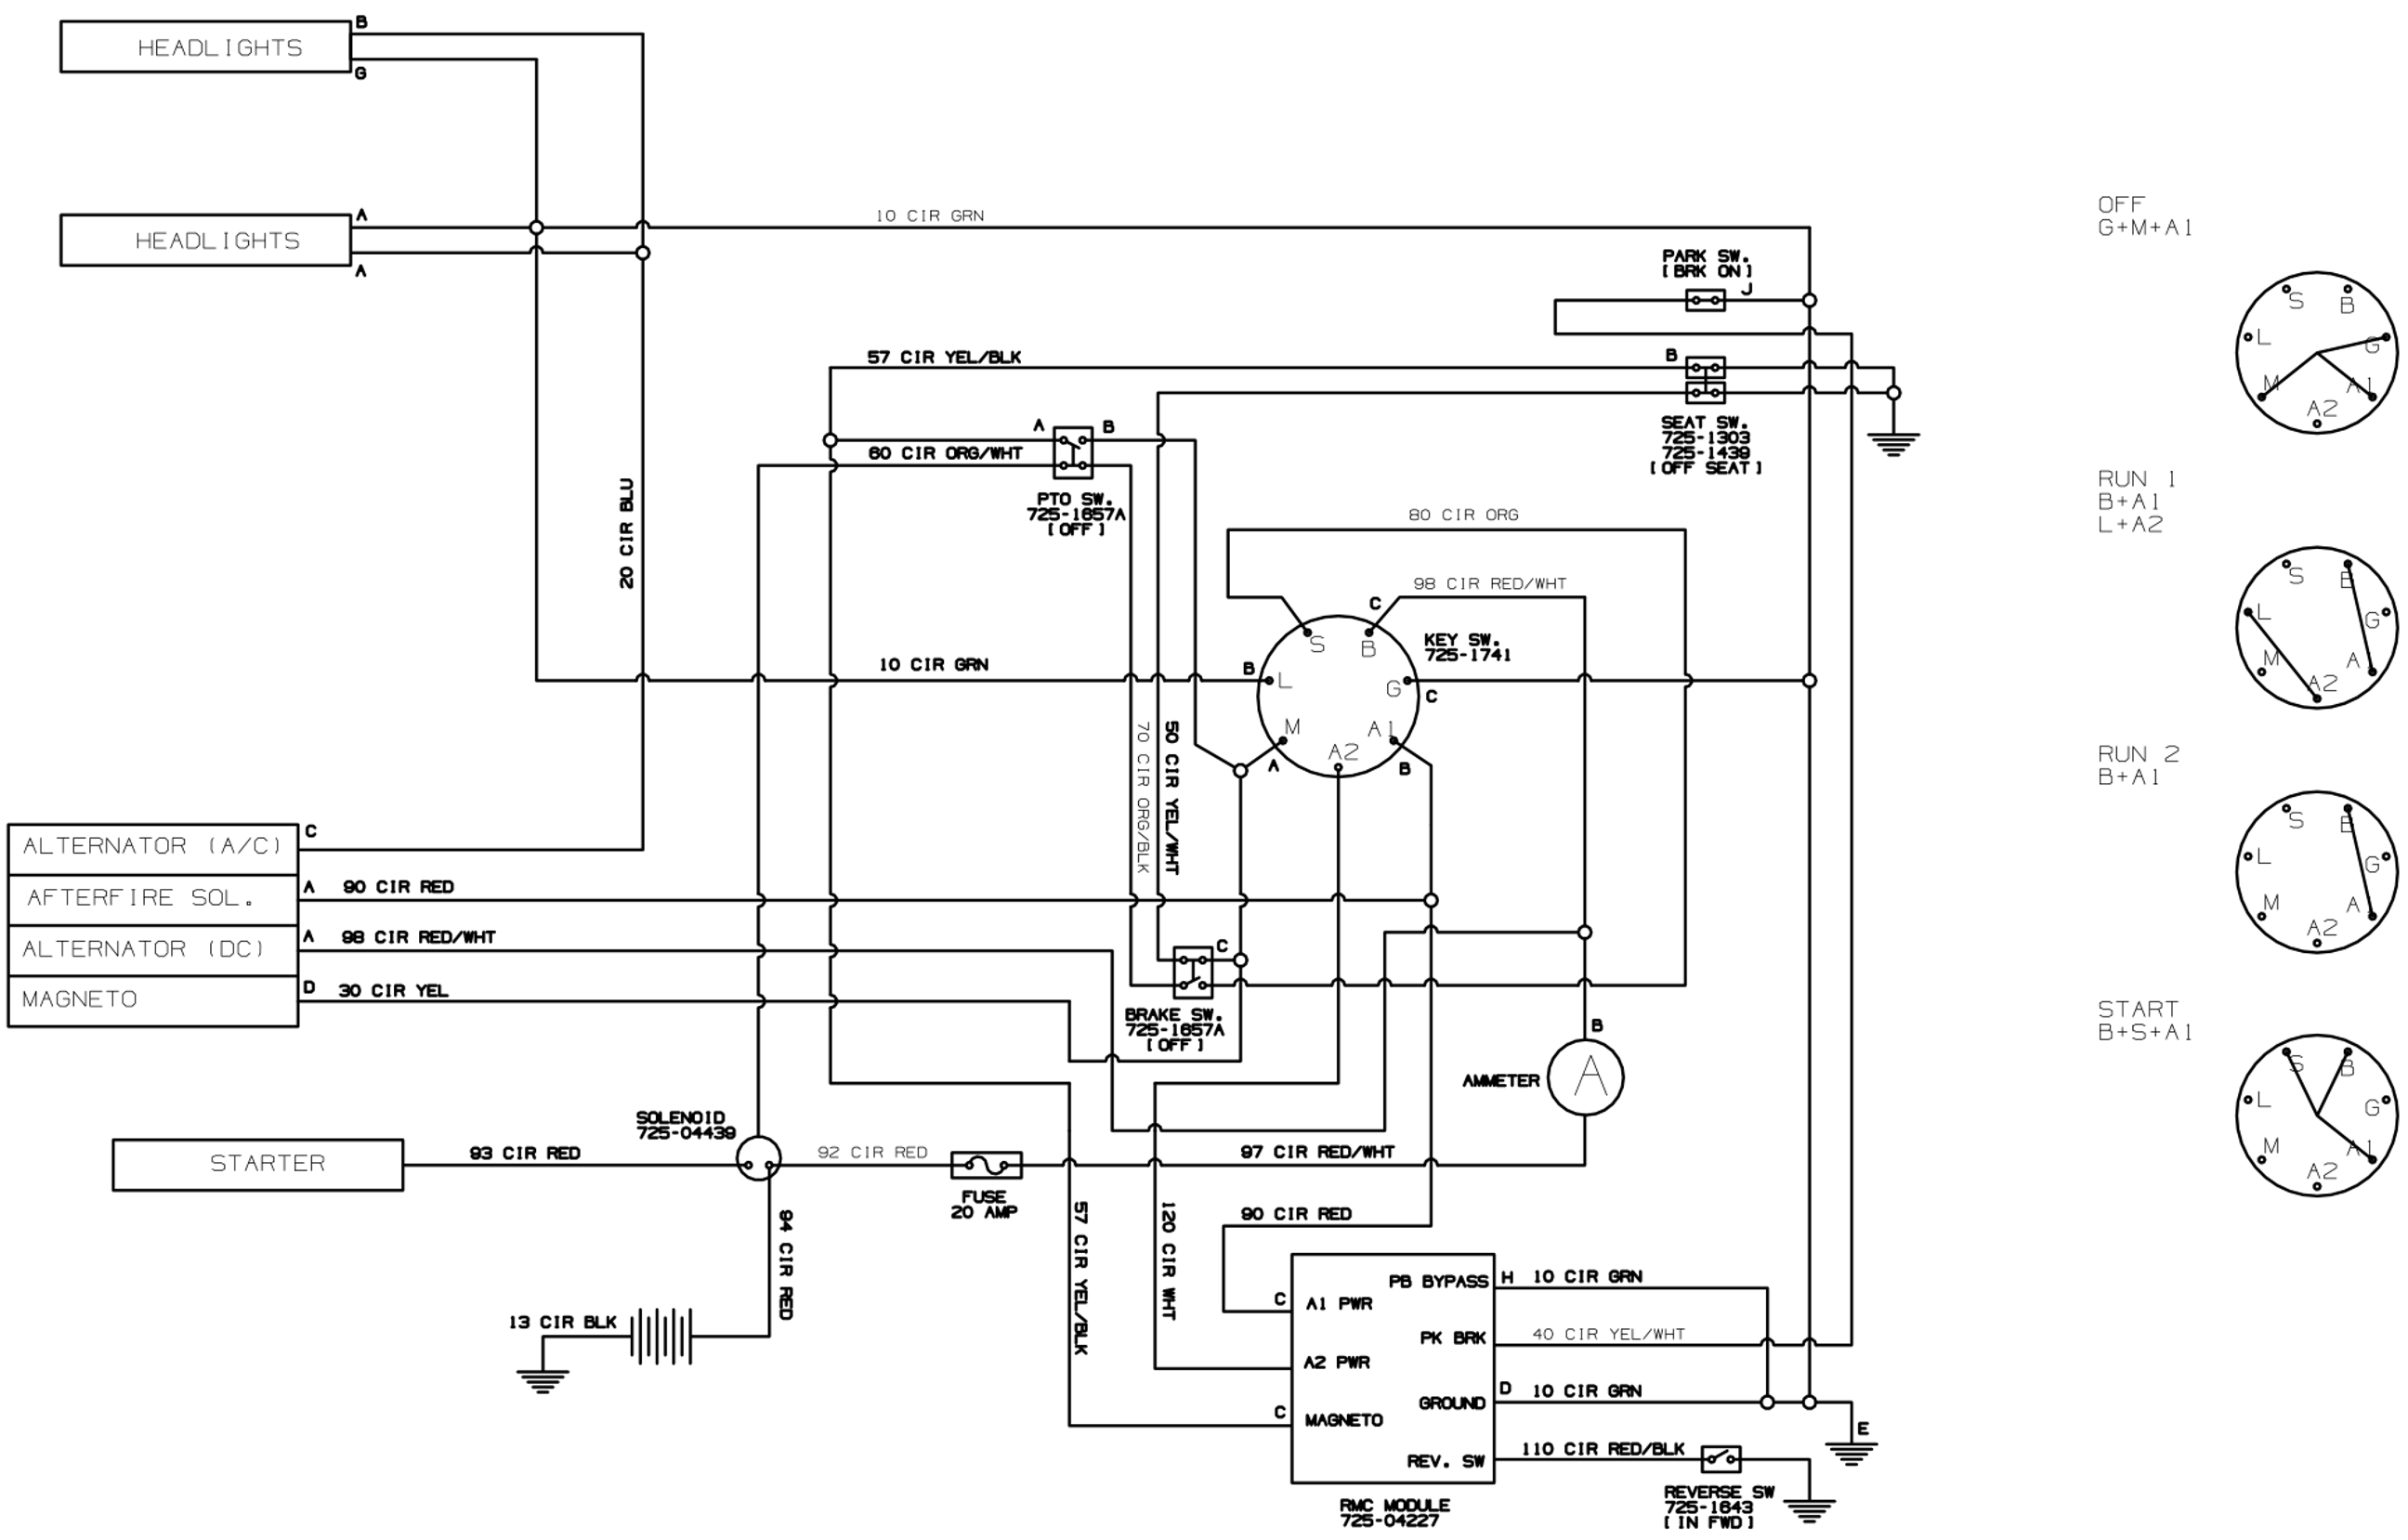 B
HEADLIGHTS
G
A
HEADLIGHTS
A
10 CIR GRN
OFF
G+M+A1
S
B
L
G
M
A1
A2
PARK SW.
[ BRK ON ]
J
57 CIR YEL/BLK
B
SEAT SW.
725-1303
725-1439
[ OFF SEAT ]
A
B
60 CIR ORG/WHT
PTO SW.
725-1657A
[ OFF ]
20 CIR BLU
RUN 1
B+A1
L+A2
S
B
L
G
M
A
A2
80 CIR ORG
98 CIR RED/WHT
C
KEY SW.
725-1741
S
B
B
L
G
C
M
A1
A2
A
B
10 CIR GRN
70 CIR ORG/BLK
50 CIR YEL/WHT
RUN 2
B+A1
S
B
L
G
M
A
A2
ALTERNATOR (A/C)
C
AFTERFIRE SOL.
A
90 CIR RED
ALTERNATOR (DC)
A
98 CIR RED/WHT
MAGNETO
D
30 CIR YEL
C
BRAKE SW.
725-1657A
[ OFF ]
B
AMMETER
A
START
B+S+A1
S
B
L
G
M
A1
A2
SOLENOID
725-04439
STARTER
93 CIR RED
92 CIR RED
FUSE
20 AMP
97 CIR RED/WHT
94 CIR RED
57 CIR YEL/BLK
120 CIR WHT
90 CIR RED
13 CIR BLK
PB BYPASS
H
10 CIR GRN
C
A1 PWR
PK BRK
40 CIR YEL/WHT
A2 PWR
D
10 CIR GRN
GROUND
C
MAGNETO
E
110 CIR RED/BLK
REV. SW
RMC MODULE
725-04227
REVERSE SW
725-1643
[ IN FWD ]